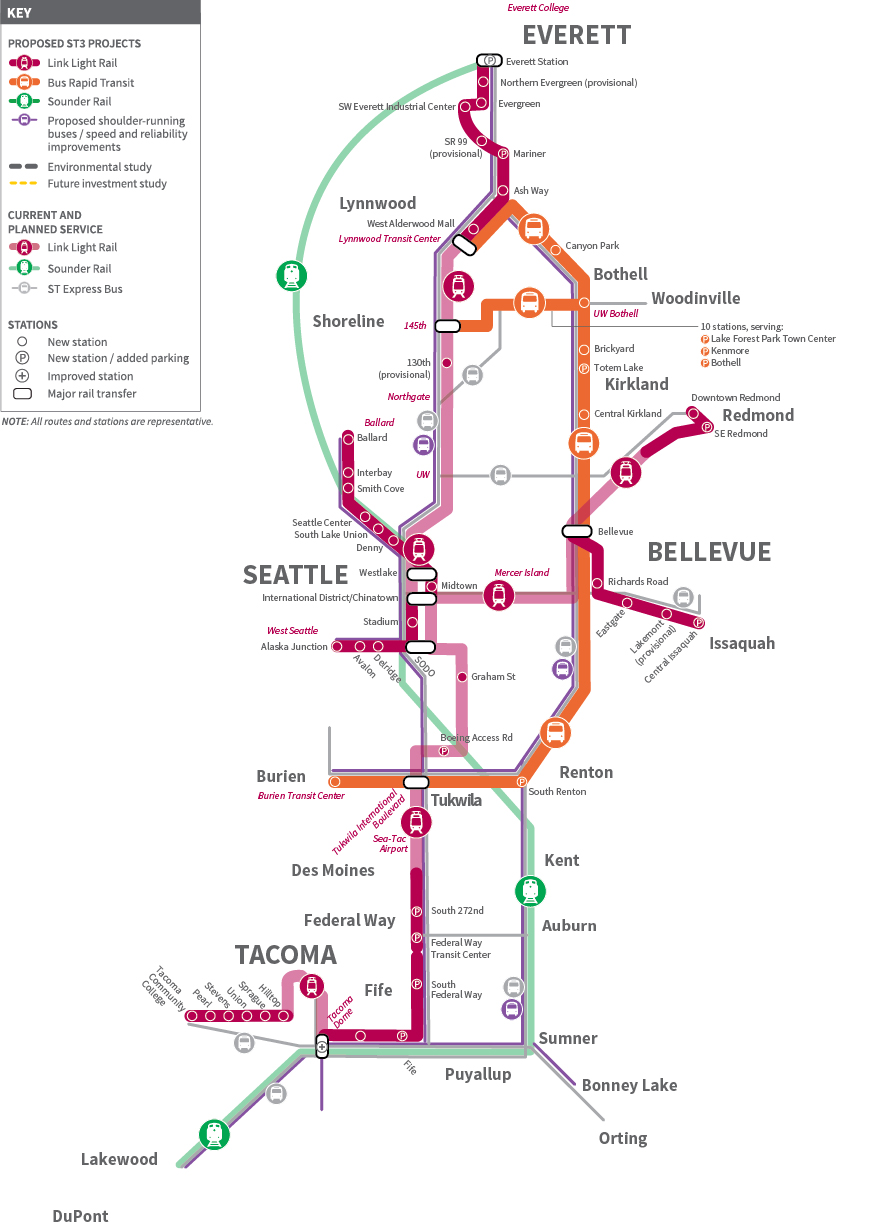 KEY
PROPOSED ST3 PROJECTS
Link Light Rail
Bus Rapid Transit
Sounder Rail
Proposed shoulder-running
buses / speed and reliability
improvements
Environmental study
Future investment study
CURRENT AND
PLANNED SERVICE
Link Light Rail
Sounder Rail
ST Express Bus
STATIONS
New station
P New station / added parking
Improved station
Major rail transfer
NOTE: All routes and stations are representative.
Everett College
EVERETT
P
Everett Station
Northern Evergreen (provisional)
SW Everett Industrial Center
Evergreen
SR 99
(provisional)
P Mariner
Ash Way
Lynnwood
West Alderwood Mall
Lynnwood Transit Center
Canyon Park
Bothell
Woodinville
UW Bothell
Shoreline
145th
10 stations, serving:
P Lake Forest Park Town Center
P Kenmore
P Bothell
130th
(provisional)
Brickyard
P Totem Lake
Kirkland
Northgate
Downtown Redmond
Central Kirkland
Redmond
P SE Redmond
Ballard
Ballard
UW
Interbay
Smith Cove
Seattle Center
South Lake Union
Denny
Bellevue
BELLEVUE
SEATTLE
Westlake
Midtown
Mercer Island
Richards Road
International District/Chinatown
Stadium
Eastgate
Lakemont
(provisional)
Central Issaquah
P
Issaquah
West Seattle
Alaska Junction
Avalon
Delridge
SODO
Graham St
Boeing Access Rd
P
Burien
Burien Transit Center
Renton
P
South Renton
Tukwila
Tukwila International
Boulevard
Sea-Tac
Airport
Des Moines
Kent
Federal Way
P South 272nd
Auburn
P Federal Way
Transit Center
TACOMA
Tacoma
Community
College
Pearl
Stevens
Union
Sprague
Hilltop
Fife
P South
Federal Way
Tacoma
Dome
P
Fife
Sumner
Puyallup
Bonney Lake
Orting
Lakewood
DuPont